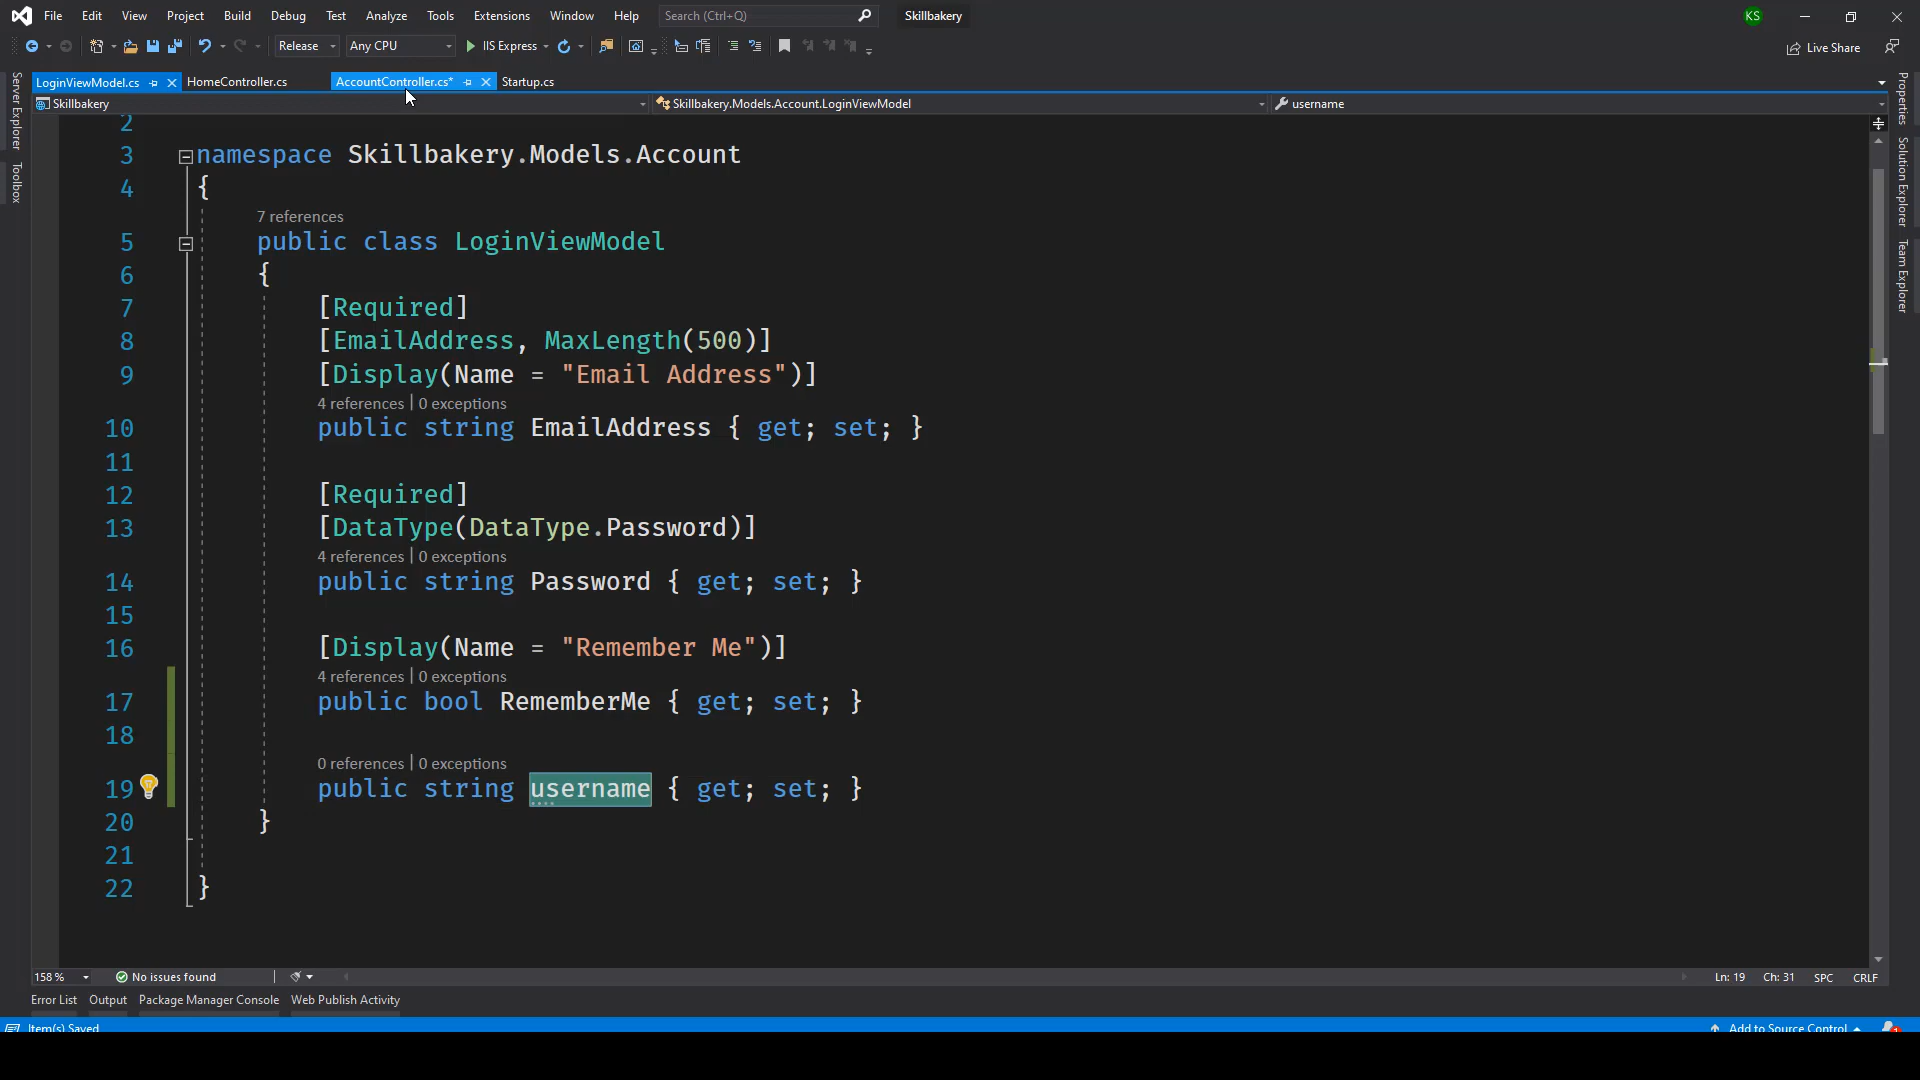 File Edit View Project Build Debug Test Analyze Tools Extensions Window Help Search (Ctrl+Q) Skillbakery KS
Release Any CPU IIS Express Live Share
LoginViewModel.cs HomeController.cs AccountController.cs* Startup.cs
Skillbakery Skillbakery.Models.Account.LoginViewModel username
Server Explorer
Toolbox
Properties
Solution Explorer
Team Explorer
2
3 namespace Skillbakery.Models.Account
4 {
7 references
5 public class LoginViewModel
6 {
7 [Required]
8 [EmailAddress, MaxLength(500)]
9 [Display(Name = "Email Address")]
4 references | 0 exceptions
10 public string EmailAddress { get; set; }
11
12 [Required]
13 [DataType(DataType.Password)]
4 references | 0 exceptions
14 public string Password { get; set; }
15
16 [Display(Name = "Remember Me")]
4 references | 0 exceptions
17 public bool RememberMe { get; set; }
18
0 references | 0 exceptions
19 public string username { get; set; }
20 }
21
22 }
158 % No issues found Ln: 19 Ch: 31 SPC CRLF
Error List Output Package Manager Console Web Publish Activity
Item(s) Saved Add to Source Control 1